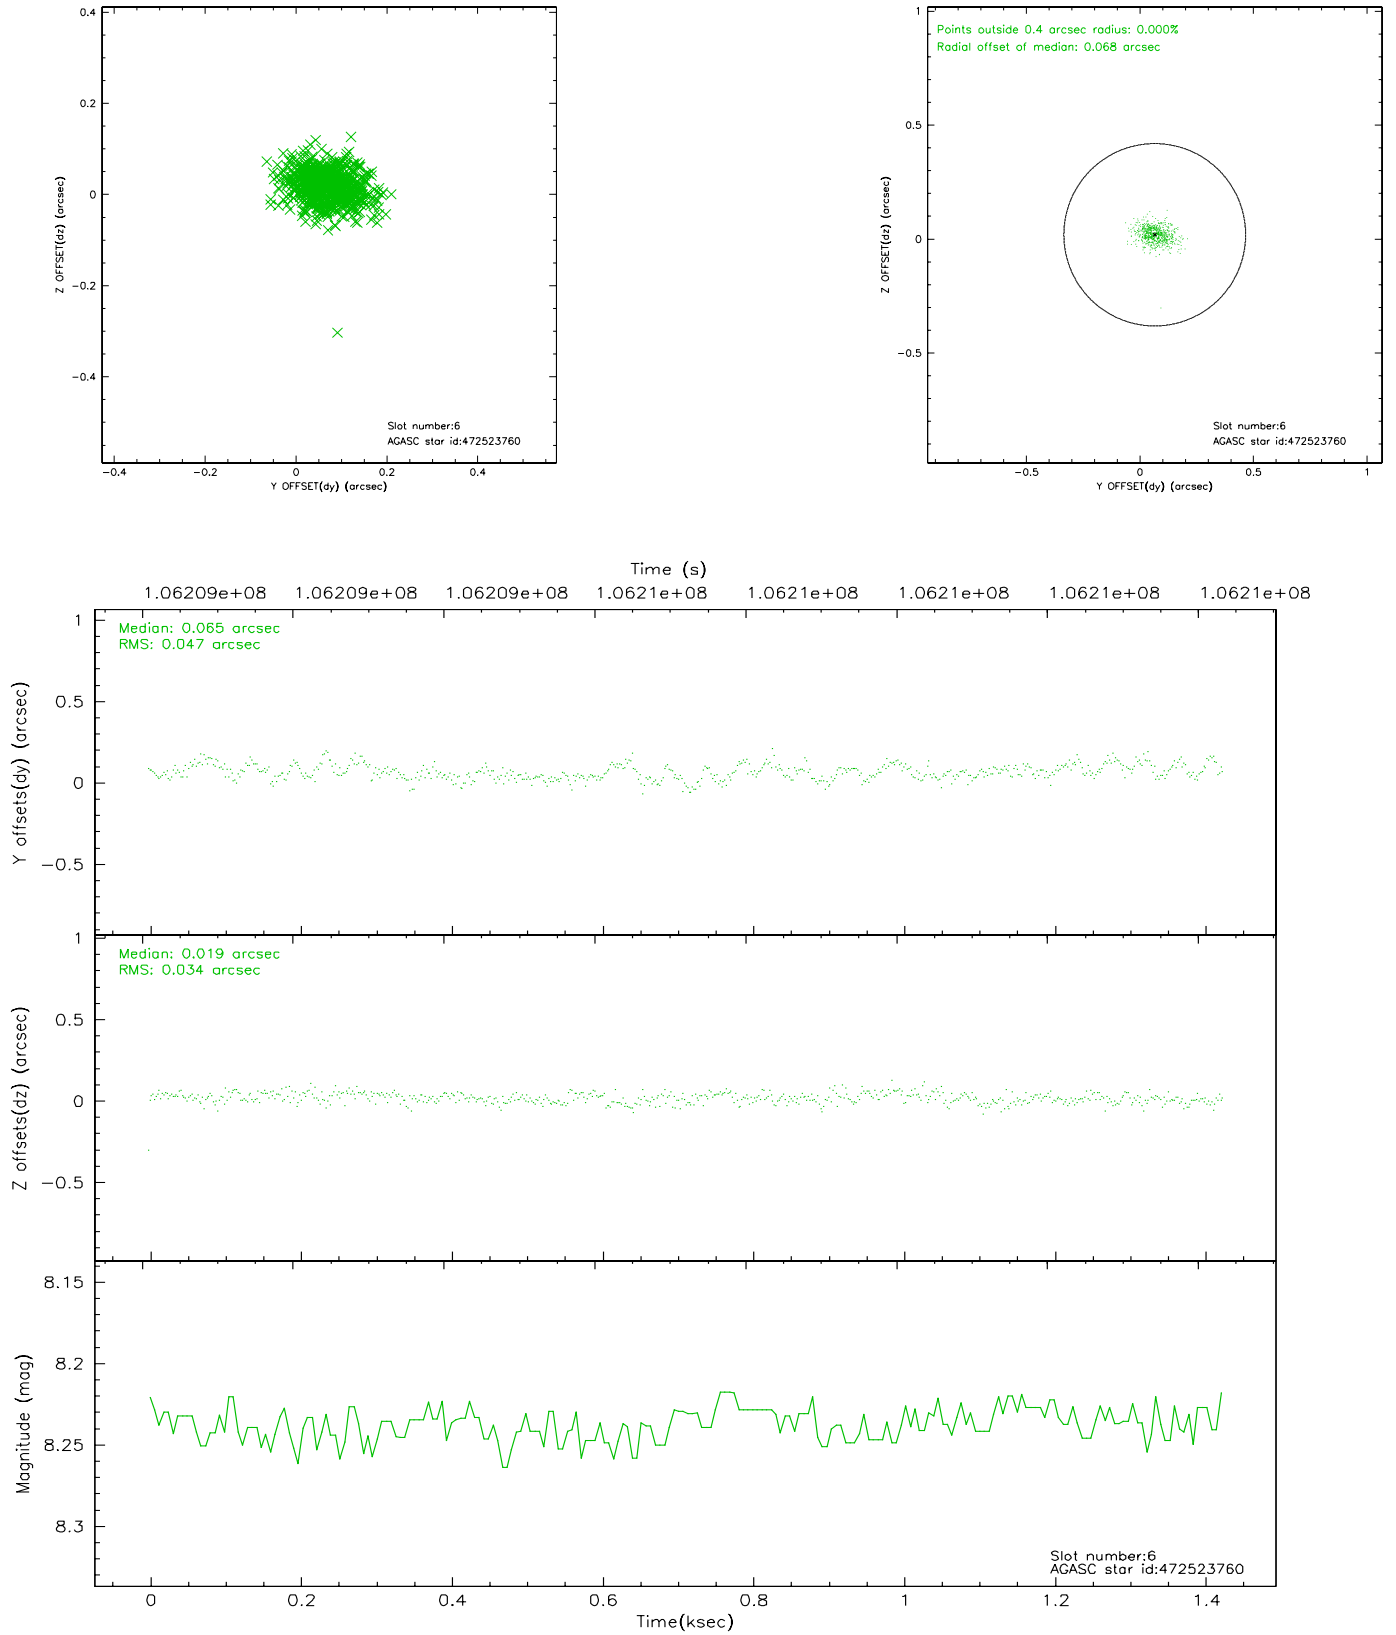 0.4
0.2
0
−0.2
−0.4
Z OFFSET(dz) (arcsec)
Slot number:6
AGASC star id:472523760
−0.4 −0.2 0 0.2 0.4
Y OFFSET(dy) (arcsec)
1
0.5
0
−0.5
Z OFFSET(dz) (arcsec)
Points outside 0.4 arcsec radius: 0.000%
Radial offset of median: 0.068 arcsec
Slot number:6
AGASC star id:472523760
−0.5 0 0.5 1
Y OFFSET(dy) (arcsec)
Time (s)
1.06209e+08 1.06209e+08 1.06209e+08 1.0621e+08 1.0621e+08 1.0621e+08 1.0621e+08 1.0621e+08
1
0.5
0
−0.5
Y offsets(dy) (arcsec)
Median: 0.065 arcsec
RMS: 0.047 arcsec
1
0.5
0
−0.5
Z offsets(dz) (arcsec)
Median: 0.019 arcsec
RMS: 0.034 arcsec
8.15
8.2
8.25
8.3
Magnitude (mag)
Slot number:6
AGASC star id:472523760
0 0.2 0.4 0.6 0.8 1 1.2 1.4
Time(ksec)